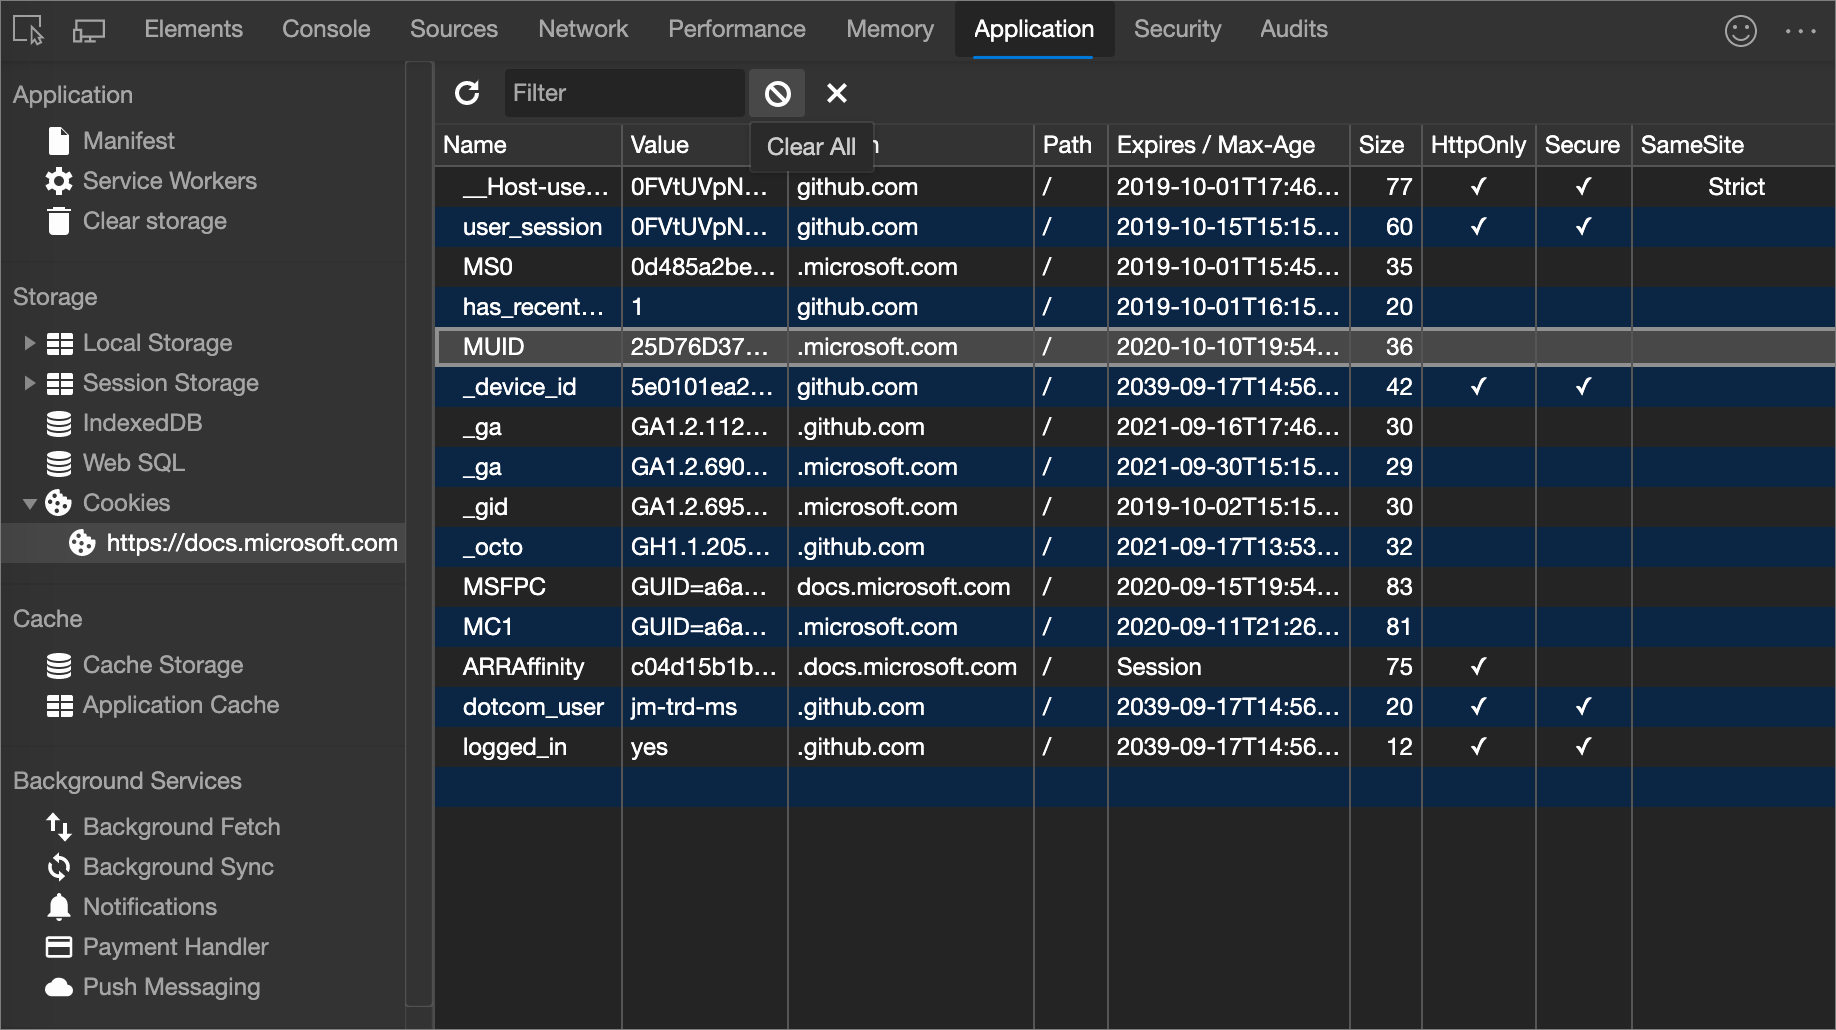 Elements Console Sources Network Performance Memory Application Security Audits
Application
Manifest
Service Workers
Clear storage
Storage
Local Storage
Session Storage
IndexedDB
Web SQL
Cookies
https://docs.microsoft.com
Cache
Cache Storage
Application Cache
Background Services
Background Fetch
Background Sync
Notifications
Payment Handler
Push Messaging
Filter
Clear All
Name Value Path Expires / Max-Age Size HttpOnly Secure SameSite
__Host-use... 0FVtUVpN... github.com / 2019-10-01T17:46... 77 ✓ ✓ Strict
user_session 0FVtUVpN... github.com / 2019-10-15T15:15... 60 ✓ ✓
MS0 0d485a2be... .microsoft.com / 2019-10-01T15:45... 35
has_recent... 1 github.com / 2019-10-01T16:15... 20
MUID 25D76D37... .microsoft.com / 2020-10-10T19:54... 36
_device_id 5e0101ea2... github.com / 2039-09-17T14:56... 42 ✓ ✓
_ga GA1.2.112... .github.com / 2021-09-16T17:46... 30
_ga GA1.2.690... .microsoft.com / 2021-09-30T15:15... 29
_gid GA1.2.695... .microsoft.com / 2019-10-02T15:15... 30
_octo GH1.1.205... .github.com / 2021-09-17T13:53... 32
MSFPC GUID=a6a... docs.microsoft.com / 2020-09-15T19:54... 83
MC1 GUID=a6a... .microsoft.com / 2020-09-11T21:26... 81
ARRAffinity c04d15b1b... .docs.microsoft.com / Session 75 ✓
dotcom_user jm-trd-ms .github.com / 2039-09-17T14:56... 20 ✓ ✓
logged_in yes .github.com / 2039-09-17T14:56... 12 ✓ ✓